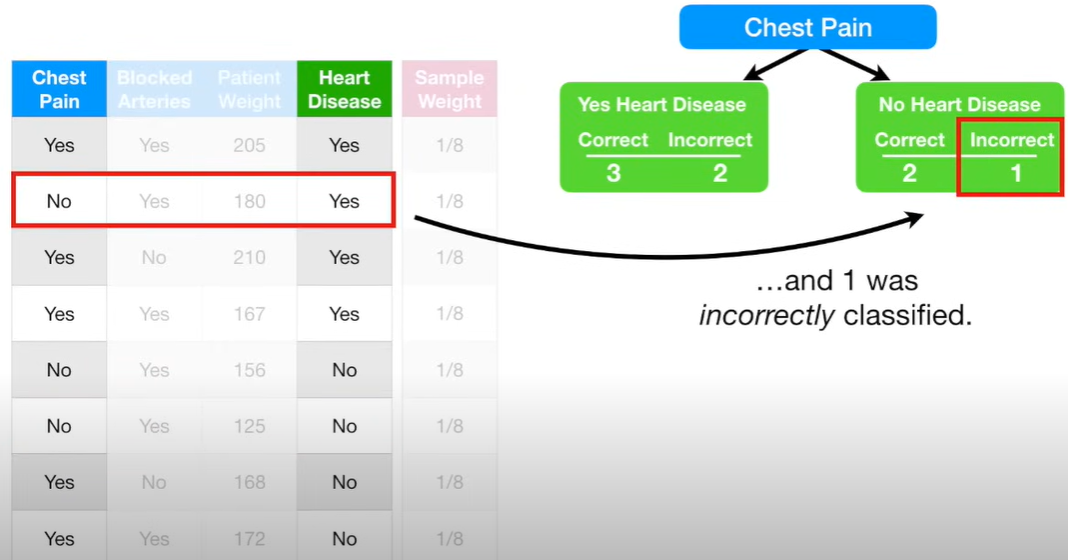 Chest Pain
Yes Heart Disease
Correct Incorrect
3 2
No Heart Disease
Correct Incorrect
2 1
Chest Pain Blocked Arteries Patient Weight Heart Disease Sample Weight
Yes Yes 205 Yes 1/8
No Yes 180 Yes 1/8
Yes No 210 Yes 1/8
Yes Yes 167 Yes 1/8
No Yes 156 No 1/8
No Yes 125 No 1/8
Yes No 168 No 1/8
Yes Yes 172 No 1/8
…and 1 was
incorrectly classified.